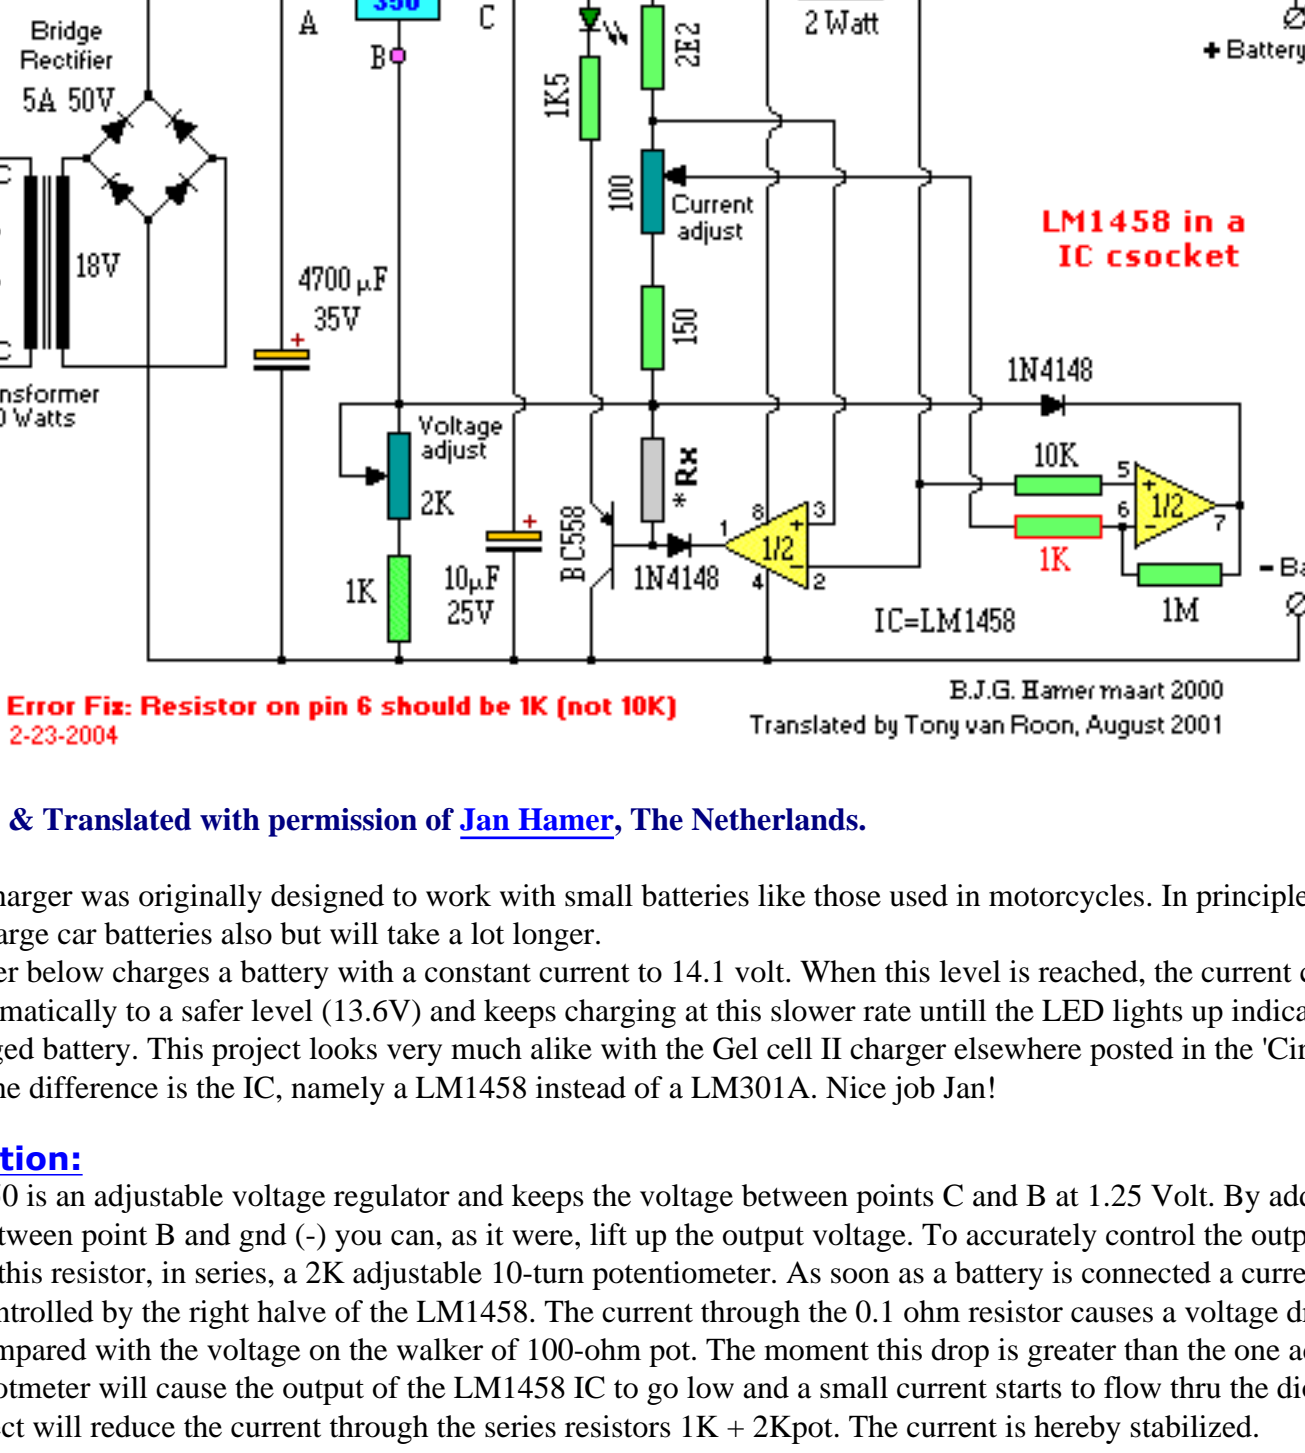 350
Bridge
Rectifier
5A 50V
A
B
C
1K5
2E2
2 Watt
+ Battery
100
Current
adjust
LM1458 in a
IC csocket
18V
4700 µF
35V
+
150
1N4148
nsformer
Watts
Voltage
adjust
2K
* Rx
10K
5
+
1/2
6
-
7
8
3
+
1
1/2
-
4
2
BC558
1N4148
1K
1K
10µF
25V
+
1M
- Ba
IC=LM1458
B.J.G. Hamer maart 2000
Error Fix: Resistor on pin 6 should be 1K (not 10K)
Translated by Tony van Roon, August 2001
2-23-2004
& Translated with permission of Jan Hamer, The Netherlands.
harger was originally designed to work with small batteries like those used in motorcycles. In principle
arge car batteries also but will take a lot longer.
er below charges a battery with a constant current to 14.1 volt. When this level is reached, the current c
matically to a safer level (13.6V) and keeps charging at this slower rate untill the LED lights up indica
ged battery. This project looks very much alike with the Gel cell II charger elsewhere posted in the 'Cir
ne difference is the IC, namely a LM1458 instead of a LM301A. Nice job Jan!
tion:
50 is an adjustable voltage regulator and keeps the voltage between points C and B at 1.25 Volt. By add
tween point B and gnd (-) you can, as it were, lift up the output voltage. To accurately control the outp
this resistor, in series, a 2K adjustable 10-turn potentiometer. As soon as a battery is connected a curre
ntrolled by the right halve of the LM1458. The current through the 0.1 ohm resistor causes a voltage dr
mpared with the voltage on the walker of 100-ohm pot. The moment this drop is greater than the one ad
otmeter will cause the output of the LM1458 IC to go low and a small current starts to flow thru the dio
ect will reduce the current through the series resistors 1K + 2Kpot. The current is hereby stabilized.